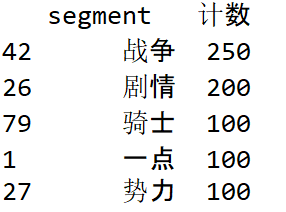 segment 计数
42 战争 250
26 剧情 200
79 骑士 100
1 一点 100
27 势力 100